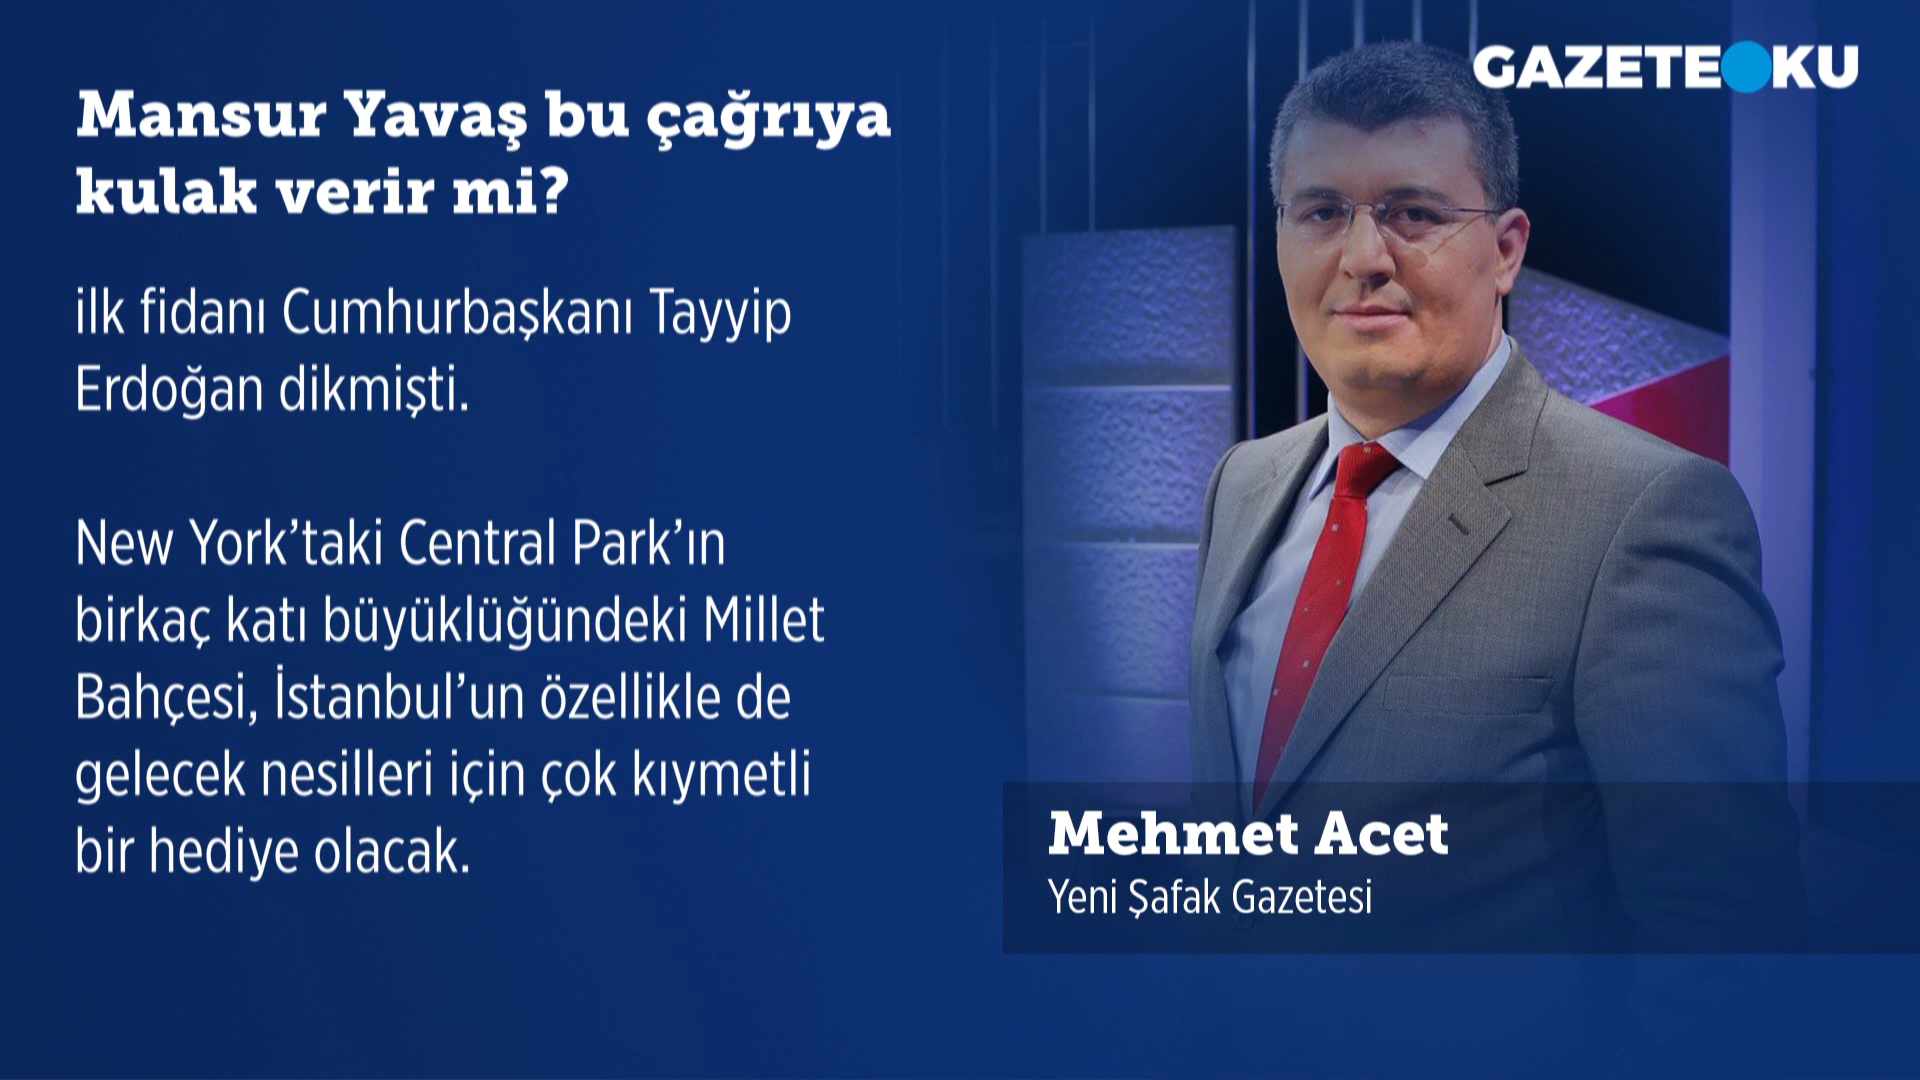 GAZETEOKU
Mansur Yavaş bu çağrıya
kulak verir mi?
ilk fidanı Cumhurbaşkanı Tayyip
Erdoğan dikmişti.
New York’taki Central Park’ın
birkaç katı büyüklüğündeki Millet
Bahçesi, İstanbul’un özellikle de
gelecek nesilleri için çok kıymetli
bir hediye olacak.
Mehmet Acet
Yeni Şafak Gazetesi